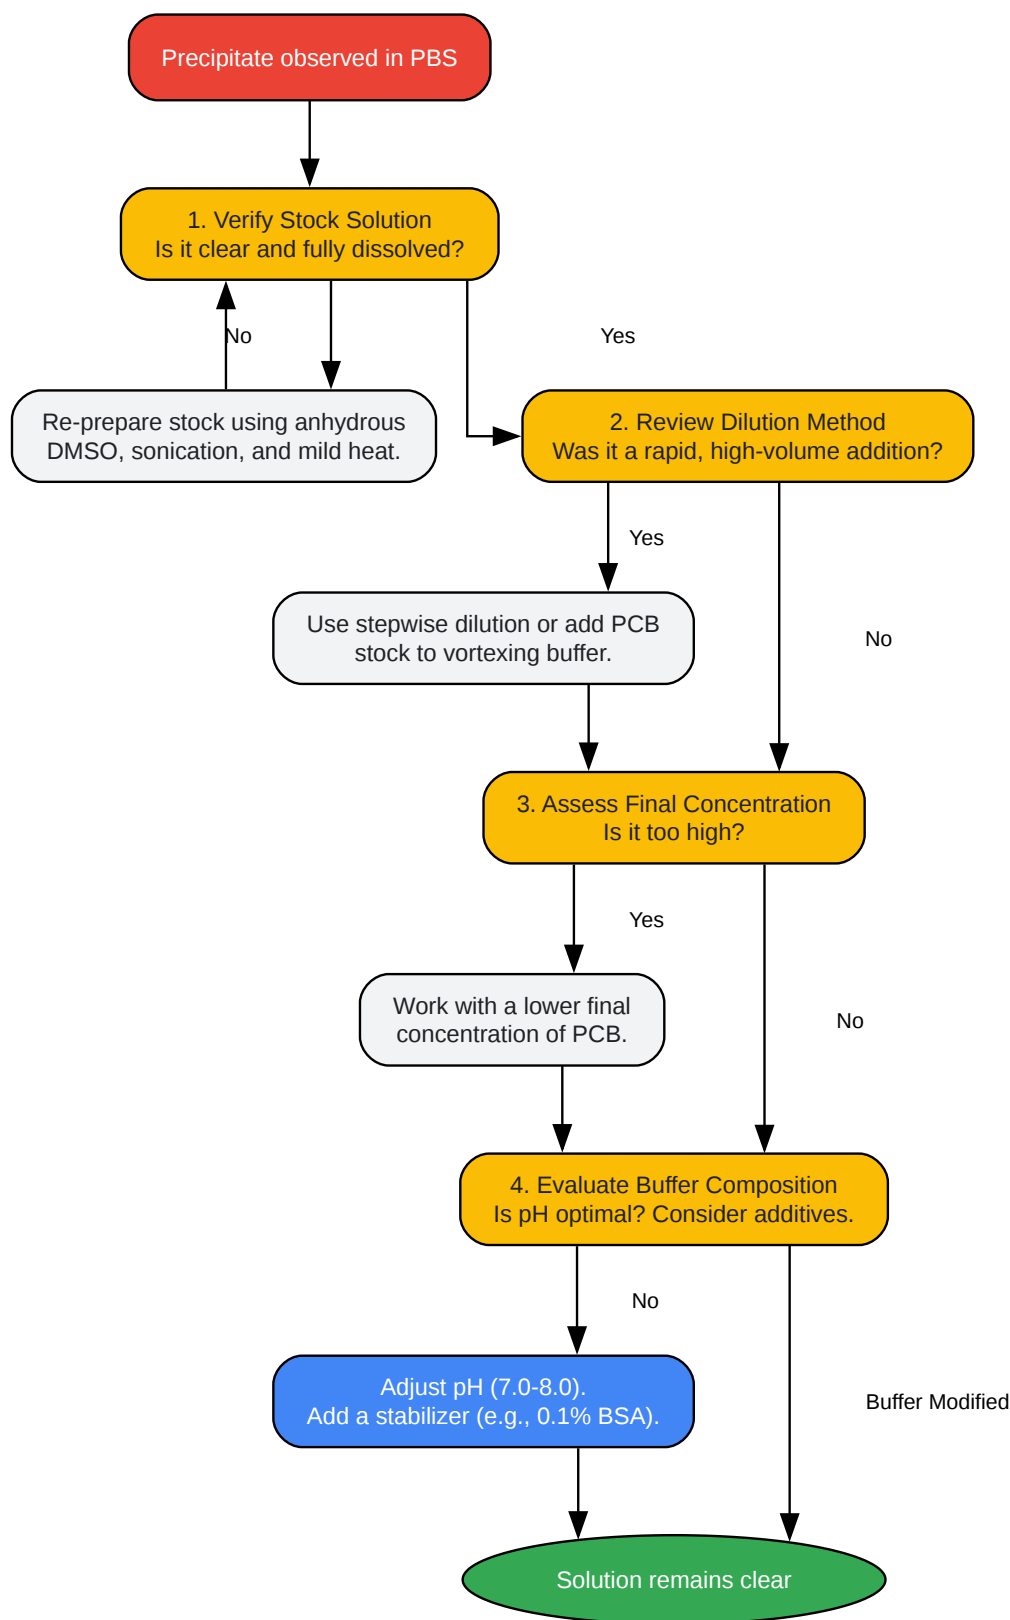 Precipitate observed in PBS
1. Verify Stock Solution
Is it clear and fully dissolved?
No
Yes
Re-prepare stock using anhydrous
DMSO, sonication, and mild heat.
2. Review Dilution Method
Was it a rapid, high-volume addition?
Yes
Use stepwise dilution or add PCB
stock to vortexing buffer.
No
3. Assess Final Concentration
Is it too high?
Yes
Work with a lower final
concentration of PCB.
No
4. Evaluate Buffer Composition
Is pH optimal? Consider additives.
No
Adjust pH (7.0-8.0).
Add a stabilizer (e.g., 0.1% BSA).
Buffer Modified
Solution remains clear